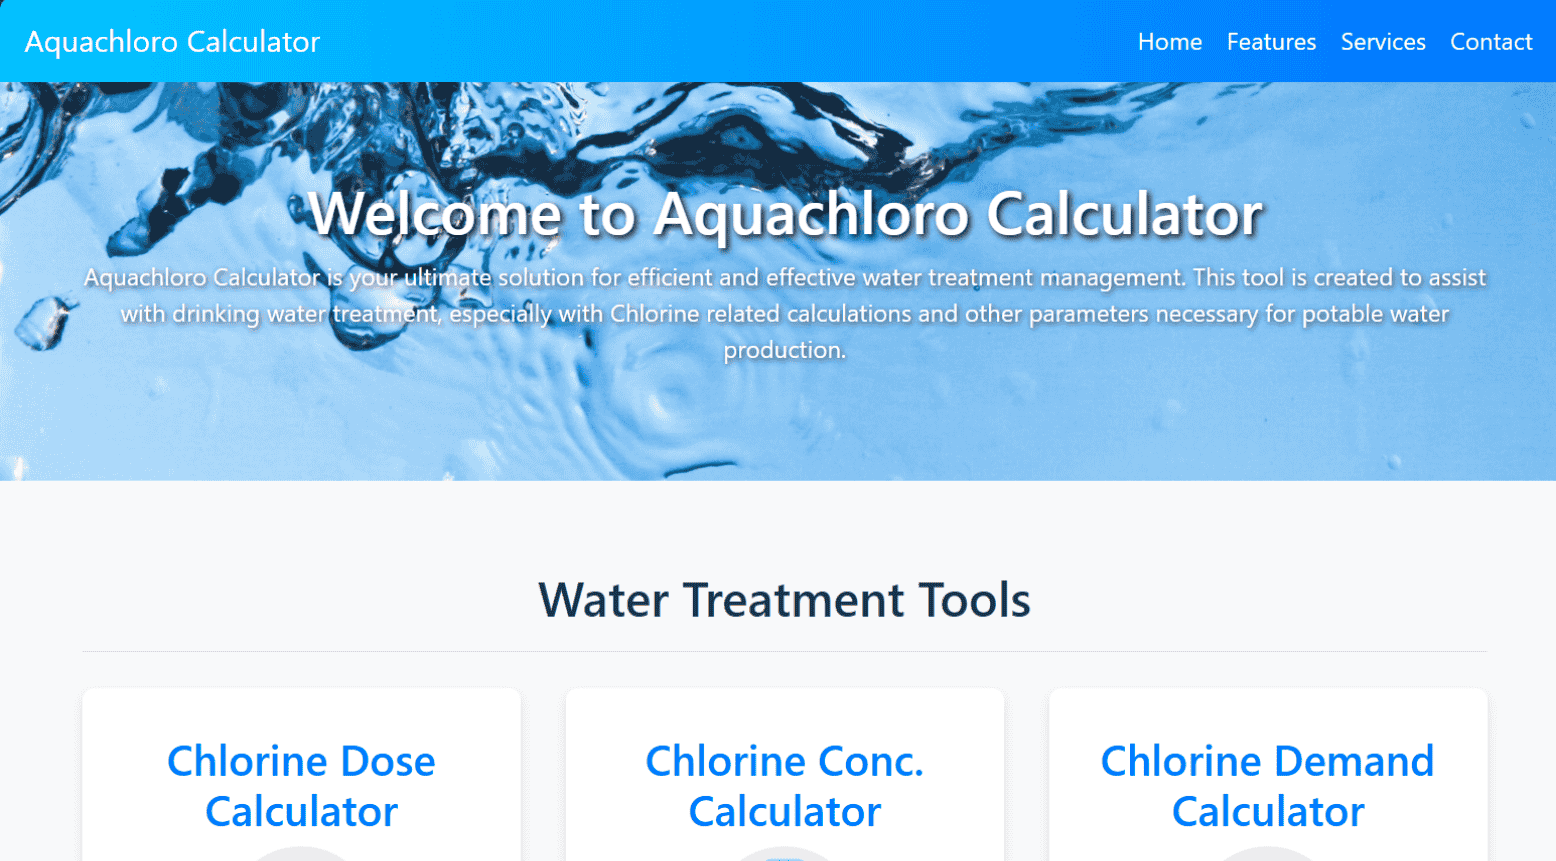 Aquachloro Calculator
Home Features Services Contact
Welcome to Aquachloro Calculator
Aquachloro Calculator is your ultimate solution for efficient and effective water treatment management. This tool is created to assist
with drinking water treatment, especially with Chlorine related calculations and other parameters necessary for potable water
production.
Water Treatment Tools
Chlorine Dose
Calculator
Chlorine Conc.
Calculator
Chlorine Demand
Calculator